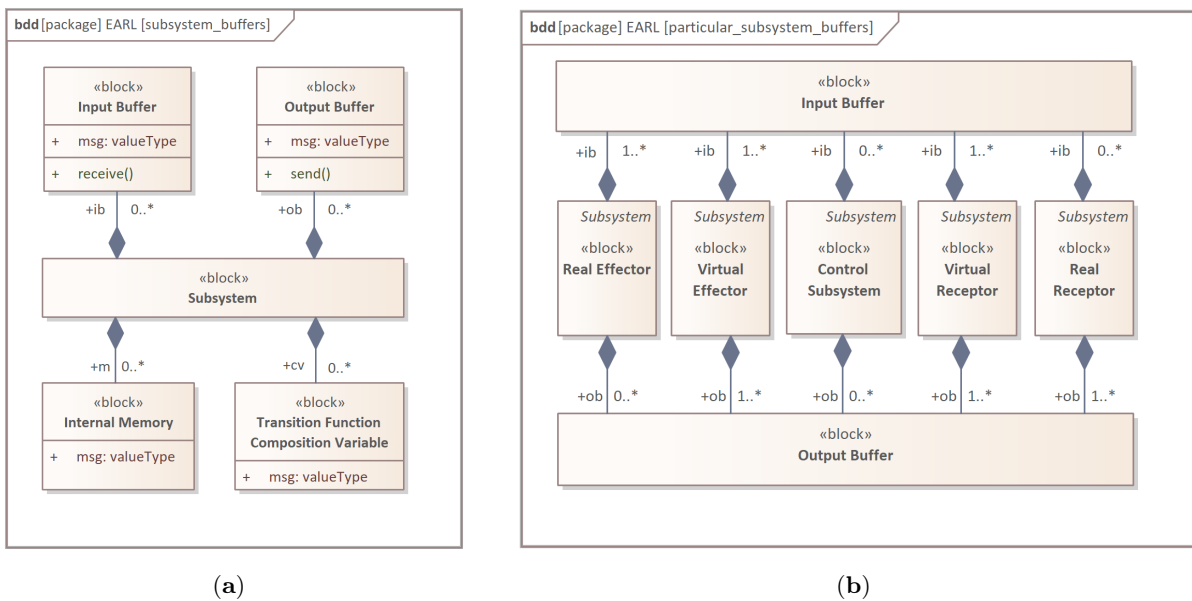 bdd [package] EARL [subsystem_buffers]
«block»
Input Buffer
+ msg: valueType
+ receive()
«block»
Output Buffer
+ msg: valueType
+ send()
+ib 0..*
+ob 0..*
«block»
Subsystem
+m 0..*
+cv 0..*
«block»
Internal Memory
+ msg: valueType
«block»
Transition Function
Composition Variable
+ msg: valueType
(a)
bdd [package] EARL [particular_subsystem_buffers]
«block»
Input Buffer
+ib 1..*
+ib 1..*
+ib 0..*
+ib 1..*
+ib 0..*
Subsystem
«block»
Real Effector
Subsystem
«block»
Virtual
Effector
Subsystem
«block»
Control
Subsystem
Subsystem
«block»
Virtual
Receptor
Subsystem
«block»
Real
Receptor
+ob 0..*
+ob 1..*
+ob 0..*
+ob 1..*
+ob 1..*
«block»
Output Buffer
(b)